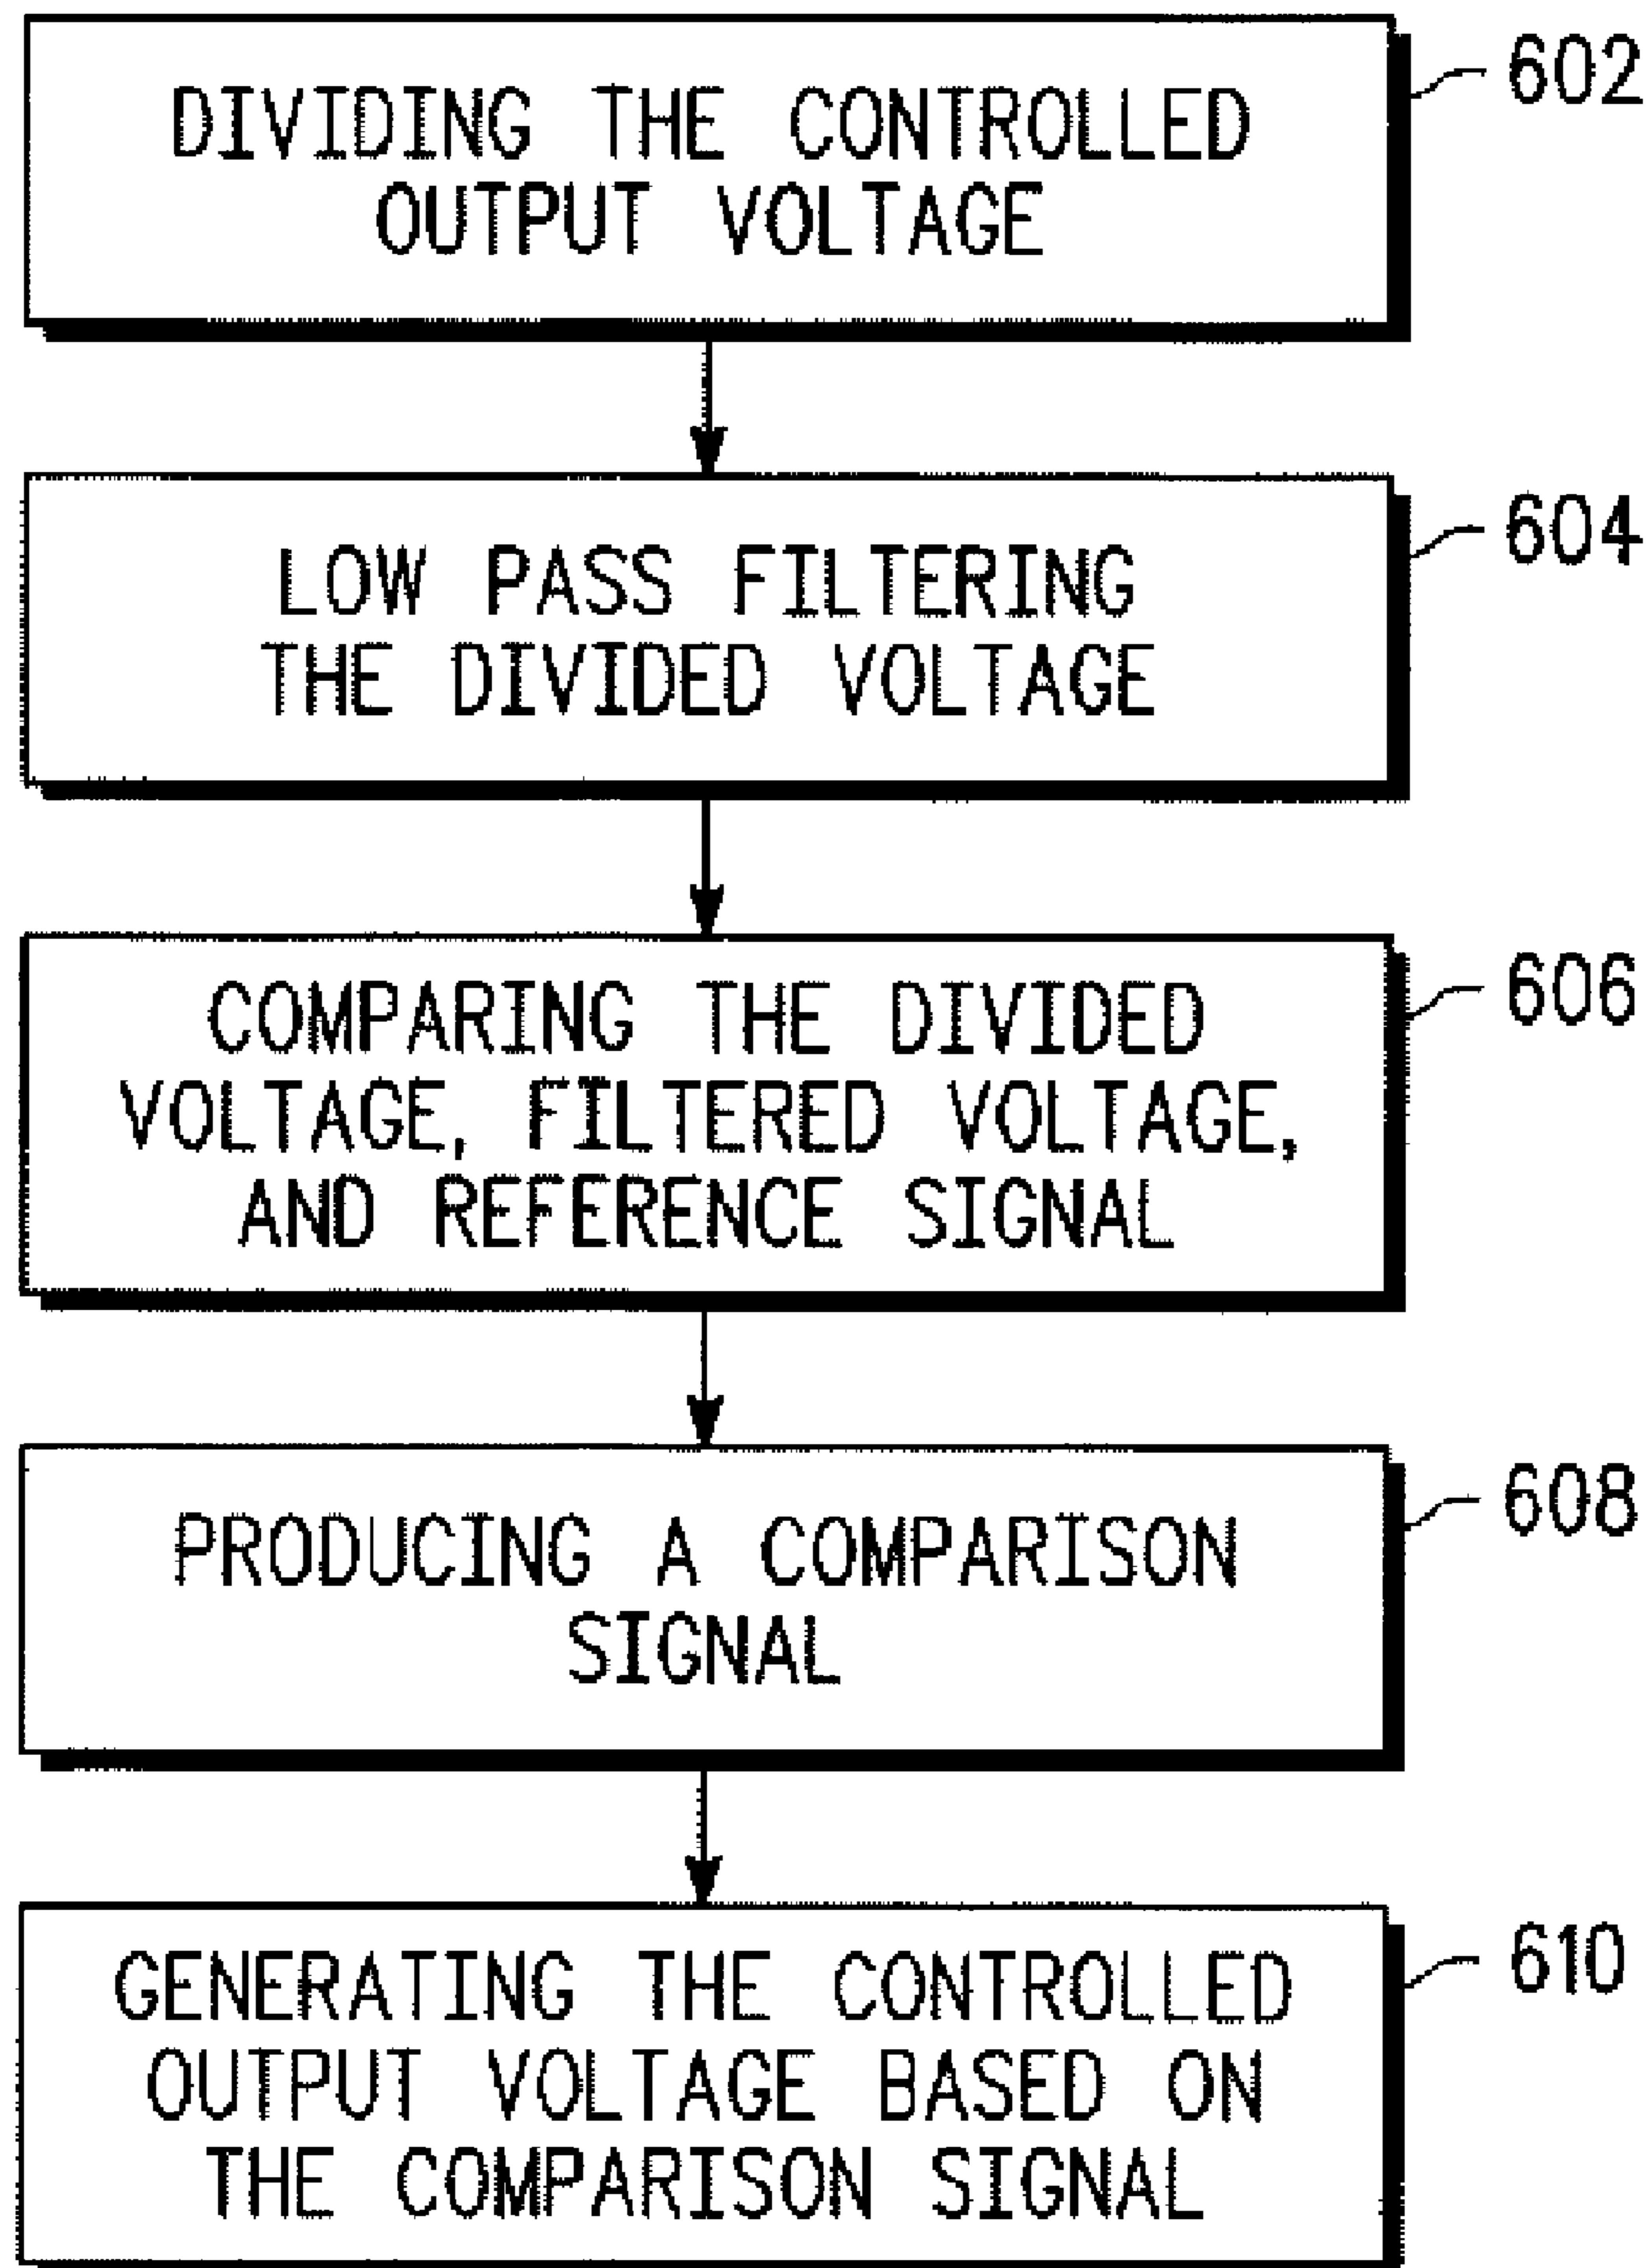 DIVIDING THE CONTROLLED
OUTPUT VOLTAGE
602
LOW PASS FILTERING
THE DIVIDED VOLTAGE
604
COMPARING THE DIVIDED
VOLTAGE, FILTERED VOLTAGE,
AND REFERENCE SIGNAL
606
PRODUCING A COMPARISON
SIGNAL
608
GENERATING THE CONTROLLED
OUTPUT VOLTAGE BASED ON
THE COMPARISON SIGNAL
610